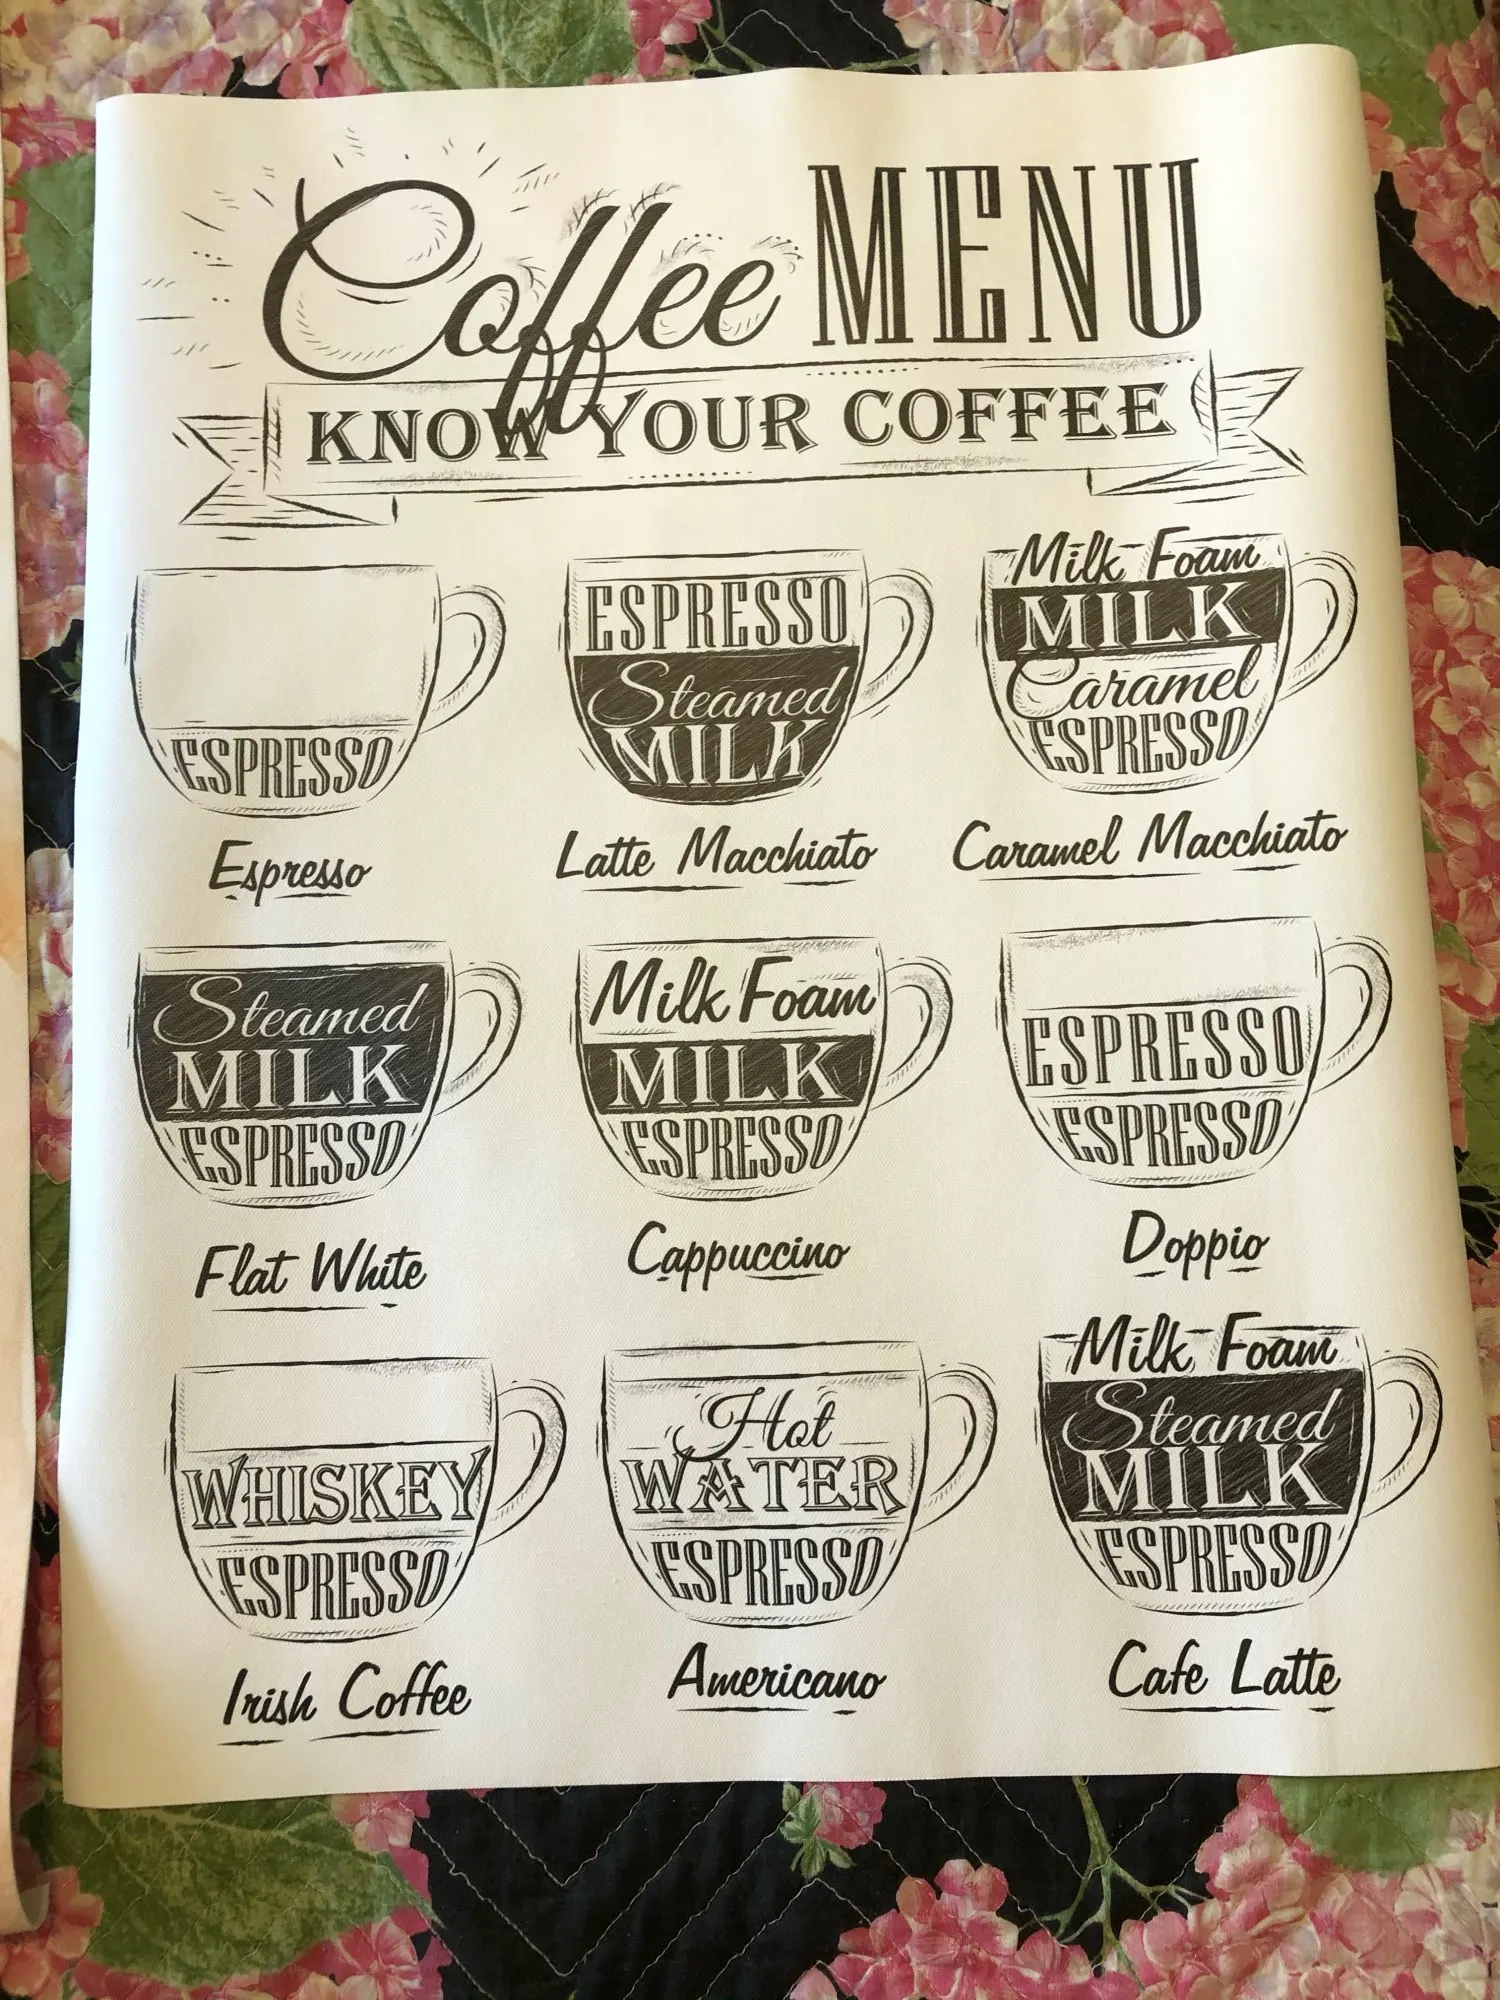 Coffee MENU
KNOW YOUR COFFEE
ESPRESSO
Espresso
ESPRESSO
Steamed
MILK
Latte Macchiato
Milk Foam
MILK
Caramel
ESPRESSO
Caramel Macchiato
Steamed
MILK
ESPRESSO
Flat White
Milk Foam
MILK
ESPRESSO
Cappuccino
ESPRESSO
ESPRESSO
Doppio
WHISKEY
ESPRESSO
Irish Coffee
Hot
WATER
ESPRESSO
Americano
Milk Foam
Steamed
MILK
ESPRESSO
Cafe Latte